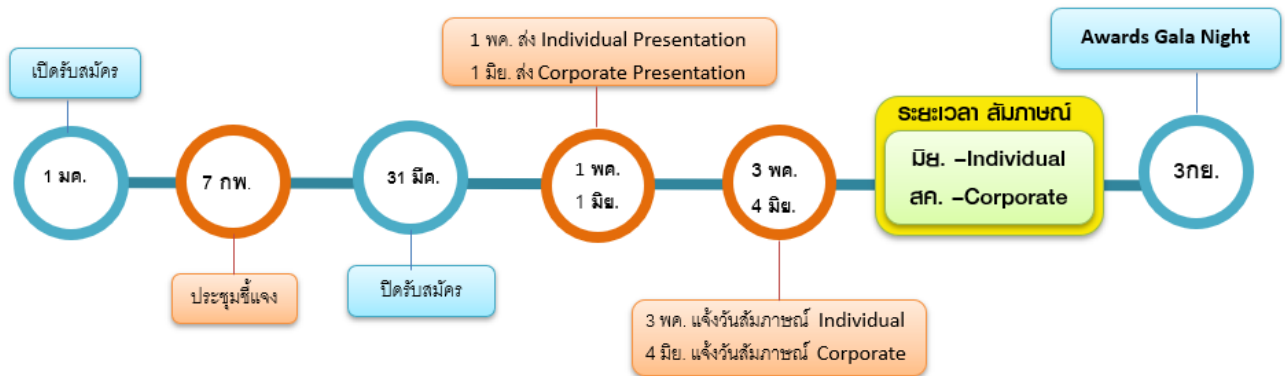 เปิดรับสมัคร
1 มค.
7 กพ.
ประชุมชี้แจง
31 มีค.
ปิดรับสมัคร
1 พค. ส่ง Individual Presentation
1 มิย. ส่ง Corporate Presentation
1 พค.
1 มิย.
3 พค.
4 มิย.
3 พค. แจ้งวันสัมภาษณ์ Individual
4 มิย. แจ้งวันสัมภาษณ์ Corporate
ระยะเวลา สัมภาษณ์
มิย. -Individual
สค. -Corporate
Awards Gala Night
3กย.